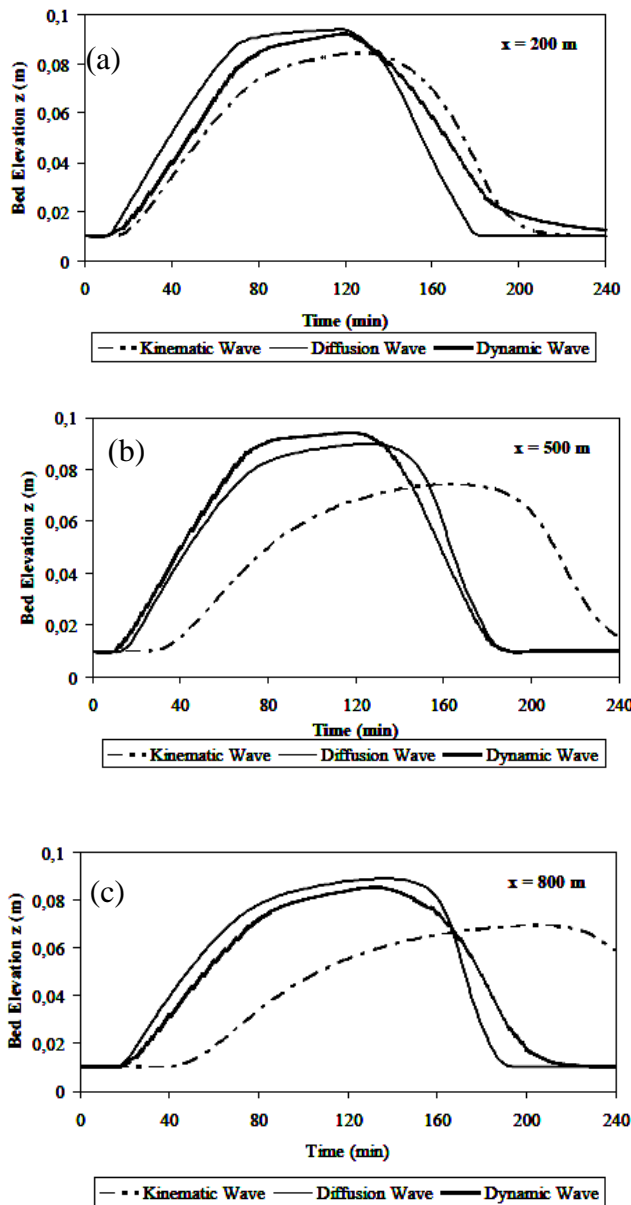 (a)
x = 200 m
Bed Elevation z (m)
0,1
0,08
0,06
0,04
0,02
0
0 40 80 120 160 200 240
Time (min)
Kinematic Wave Diffusion Wave Dynamic Wave
(b)
x = 500 m
Bed Elevation z (m)
0,1
0,08
0,06
0,04
0,02
0
0 40 80 120 160 200 240
Time (min)
Kinematic Wave Diffusion Wave Dynamic Wave
(c)
x = 800 m
Bed Elevation z (m)
0,1
0,08
0,06
0,04
0,02
0
0 40 80 120 160 200 240
Time (min)
Kinematic Wave Diffusion Wave Dynamic Wave